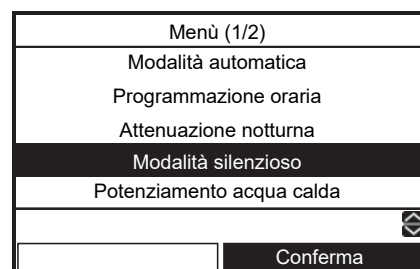 Menù (1/2)
Modalità automatica
Programmazione oraria
Attenuazione notturna
Modalità silenzioso
Potenziamento acqua calda
Conferma